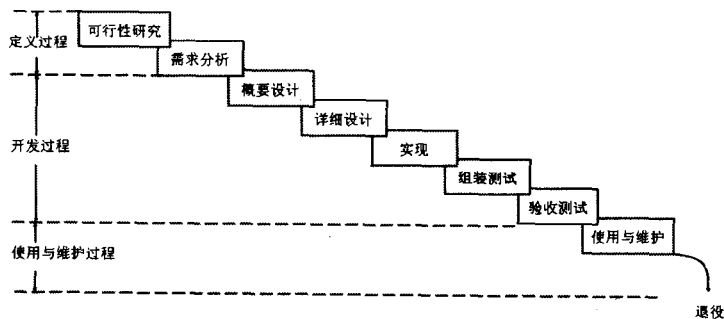 可行性研究
定义过程
需求分析
概要设计
详细设计
开发过程
实现
组装测试
验收测试
使用与维护
使用与维护过程
退役